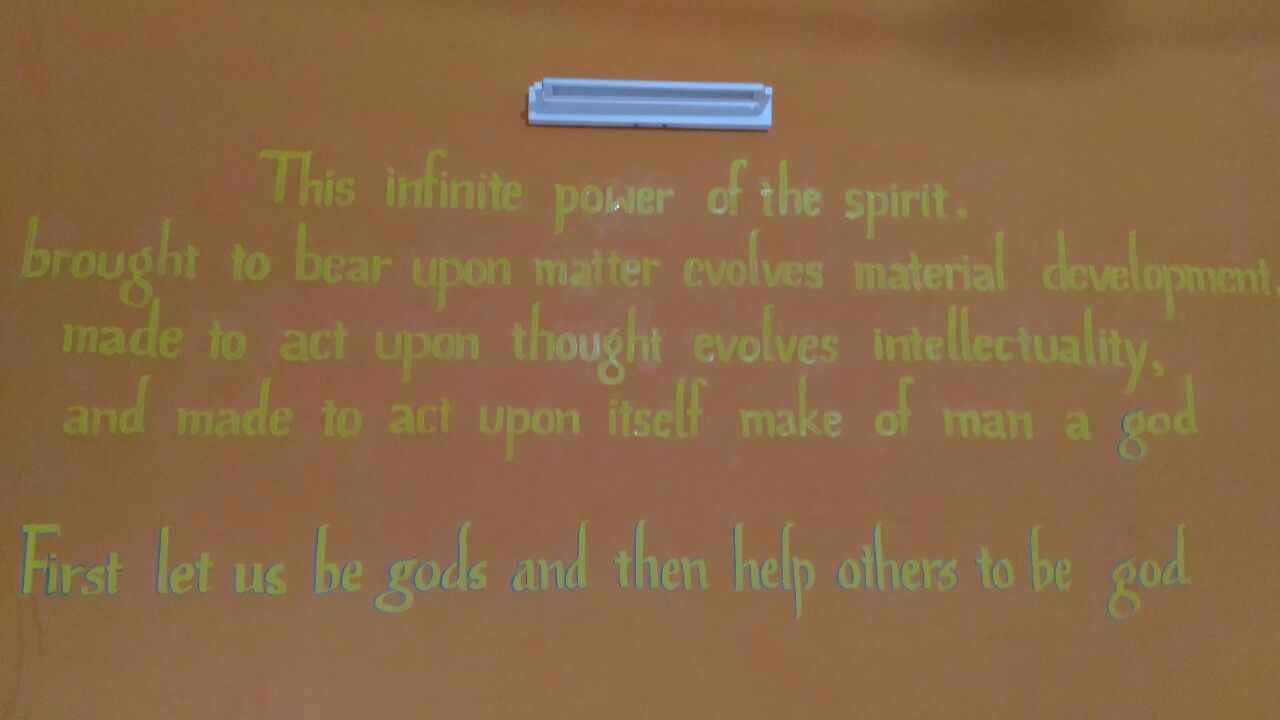 This infinite power of the spirit.
brought to bear upon matter evolves material development,
made to act upon thought evolves intellectuality,
and made to act upon itself make of man a god
First let us be gods and then help others to be god